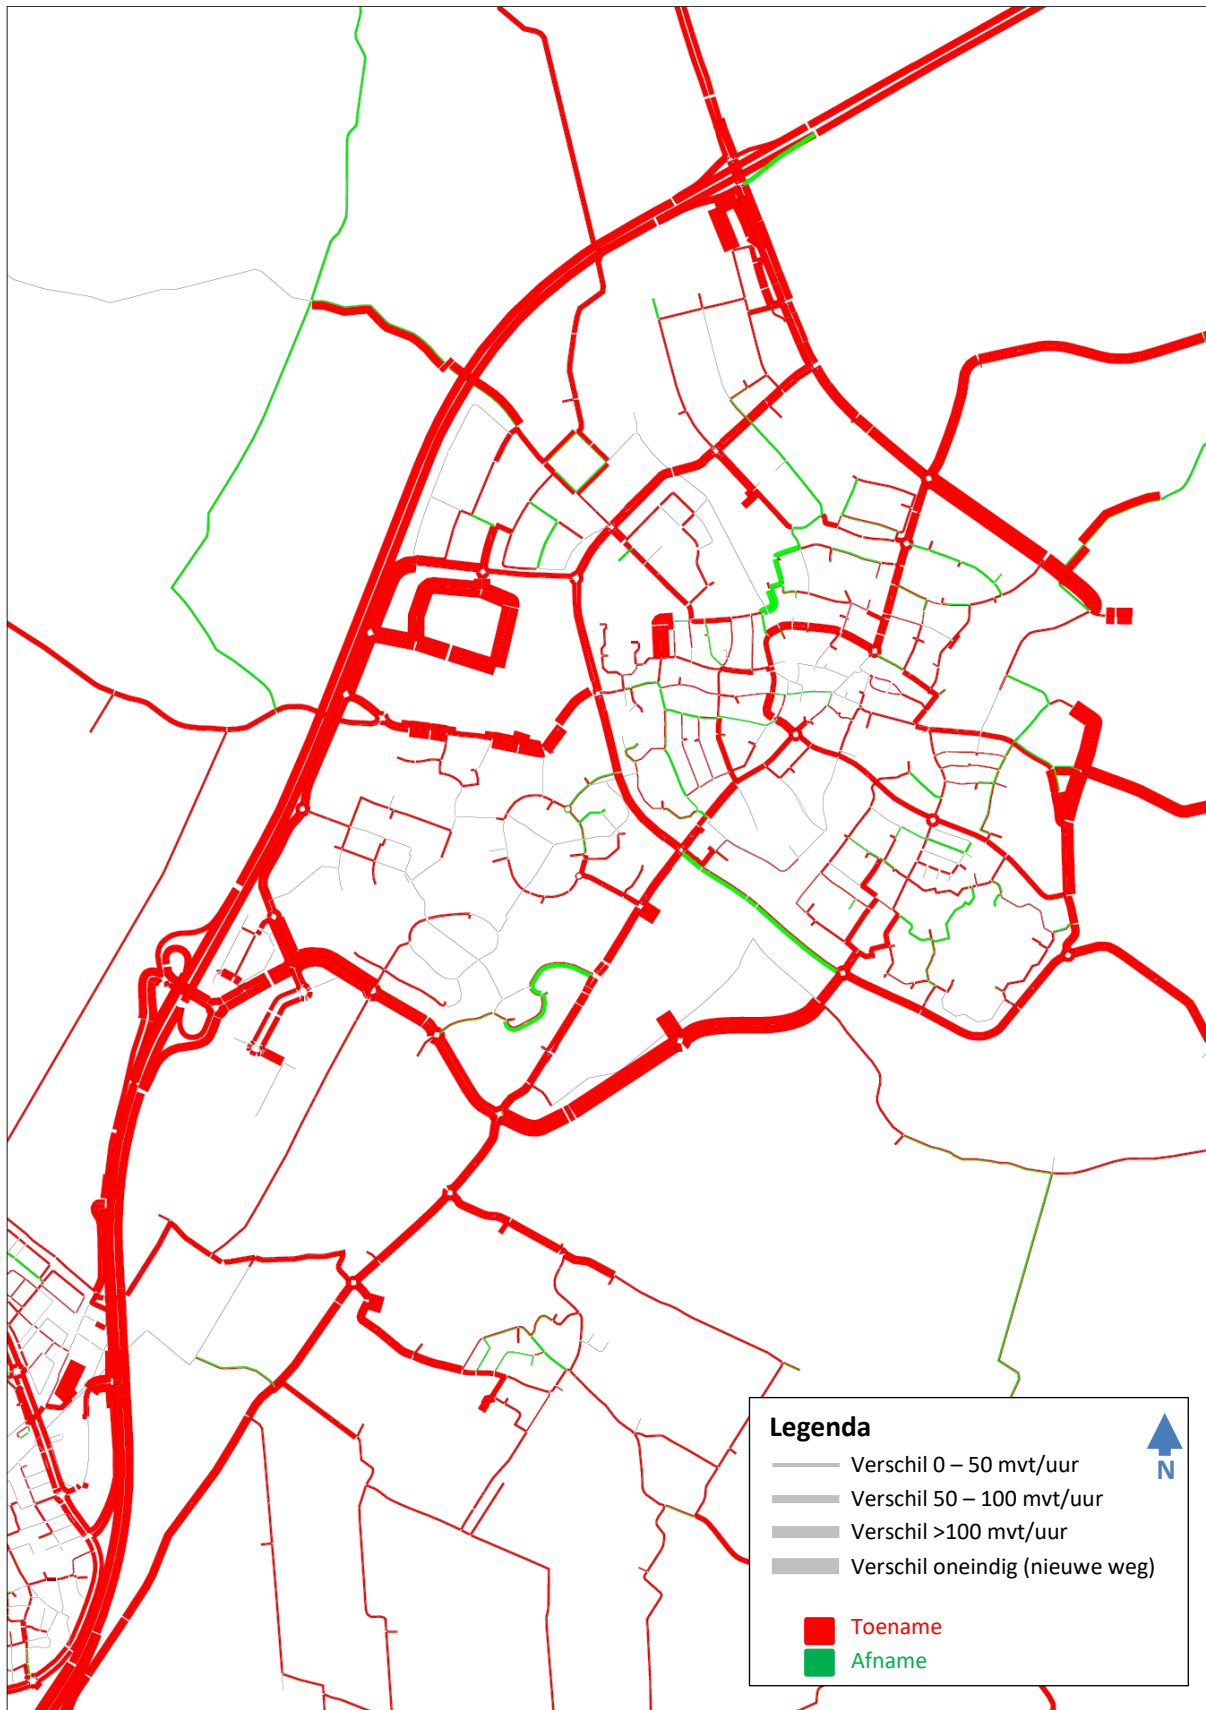 Legenda
N
Verschil 0 – 50 mvt/uur
Verschil 50 – 100 mvt/uur
Verschil >100 mvt/uur
Verschil oneindig (nieuwe weg)
Toename
Afname